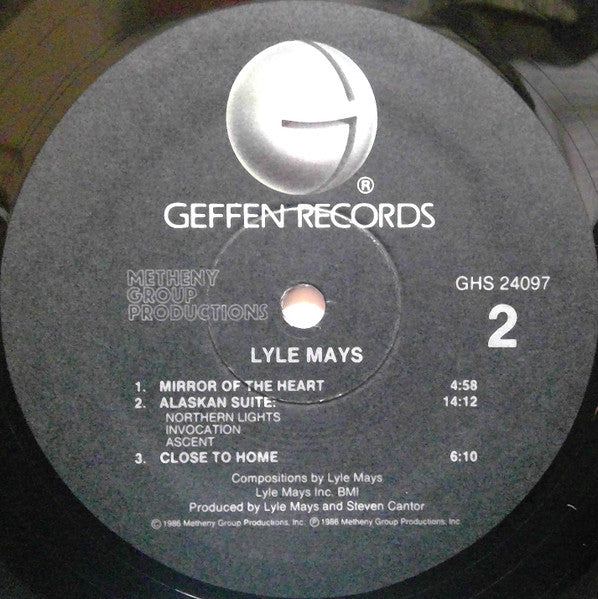 G
®
GEFFEN RECORDS
METHENY
GROUP
PRODUCTIONS
GHS 24097
2
LYLE MAYS
1. MIRROR OF THE HEART 4:58
2. ALASKAN SUITE: 14:12
NORTHERN LIGHTS
INVOCATION
ASCENT
3. CLOSE TO HOME 6:10
Compositions by Lyle Mays
Lyle Mays Inc. BMI
Produced by Lyle Mays and Steven Cantor
© 1986 Metheny Group Productions, Inc. ℗ 1986 Metheny Group Productions, Inc.